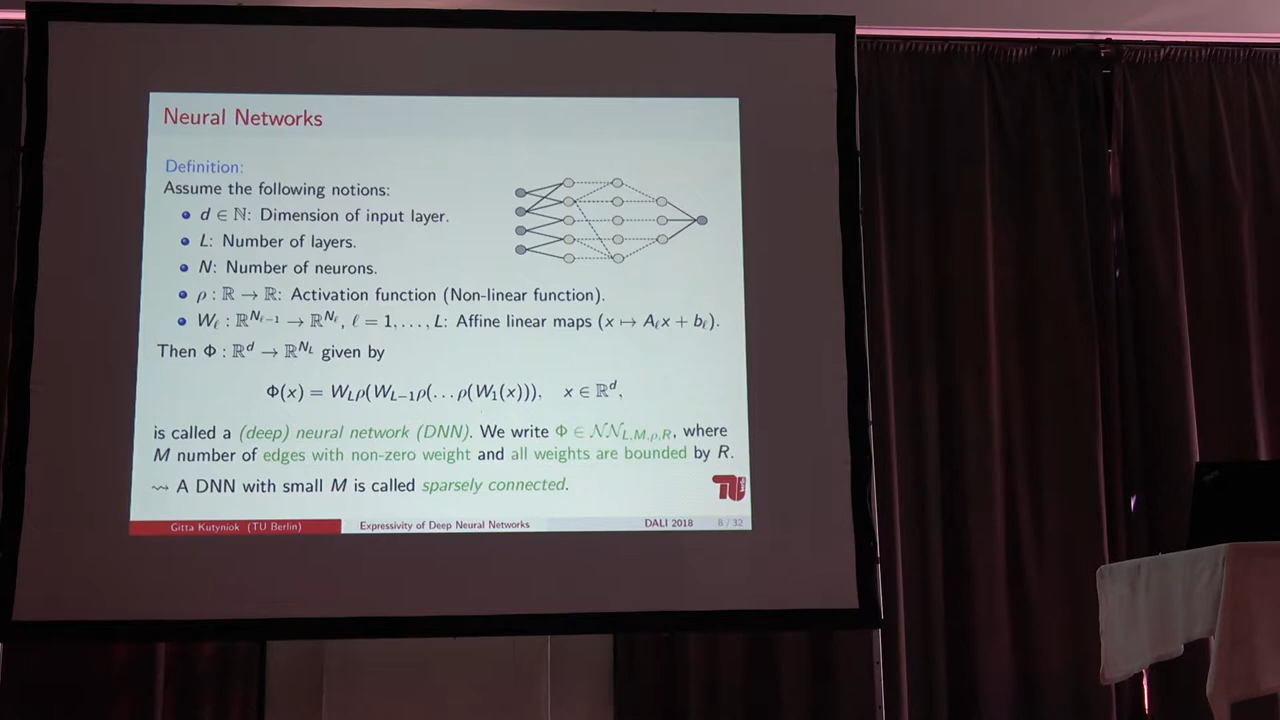 Neural Networks
Definition:
Assume the following notions:
d ∈ ℕ: Dimension of input layer.
L: Number of layers.
N: Number of neurons.
ρ : ℝ → ℝ: Activation function (Non-linear function).
W_ℓ : ℝ^{N_{ℓ−1}} → ℝ^{N_ℓ}, ℓ = 1, . . . , L: Affine linear maps (x ↦ A_ℓx + b_ℓ).
Then Φ : ℝ^d → ℝ^{N_L} given by
Φ(x) = W_Lρ(W_{L−1}ρ(. . . ρ(W_1(x))), x ∈ ℝ^d,
is called a (deep) neural network (DNN). We write Φ ∈ 𝒩𝒩_{L,M,ρ,R}, where
M number of edges with non-zero weight and all weights are bounded by R.
⇝ A DNN with small M is called sparsely connected.
Gitta Kutyniok (TU Berlin) Expressivity of Deep Neural Networks DALI 2018 8 / 32